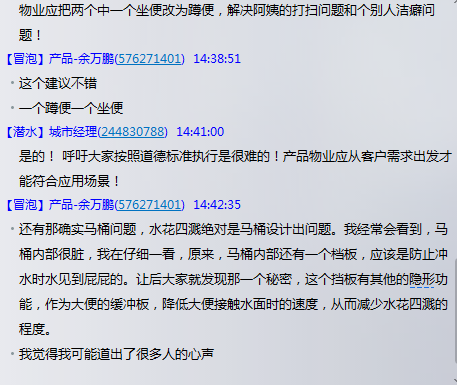 物业应把两个中一个坐便改为蹲便，解决阿姨的打扫问题和个别人洁癖问
题！
【冒泡】产品-余万鹏(576271401) 14:38:51
• 这个建议不错
• 一个蹲便一个坐便
【潜水】城市经理(244830788) 14:41:00
是的！ 呼吁大家按照道德标准执行是很难的！产品物业应从客户需求出发才
能符合应用场景！
【冒泡】产品-余万鹏(576271401) 14:42:35
• 还有那确实马桶问题，水花四溅绝对是马桶设计出问题。我经常会看到，马
桶内部很脏，我在仔细一看，原来，马桶内部还有一个档板，应该是防止冲
水时水见到屁屁的。让后大家就发现那一个秘密，这个挡板有其他的隐形功
能，作为大便的缓冲板，降低大便接触水面时的速度，从而减少水花四溅的
程度。
• 我觉得我可能道出了很多人的心声